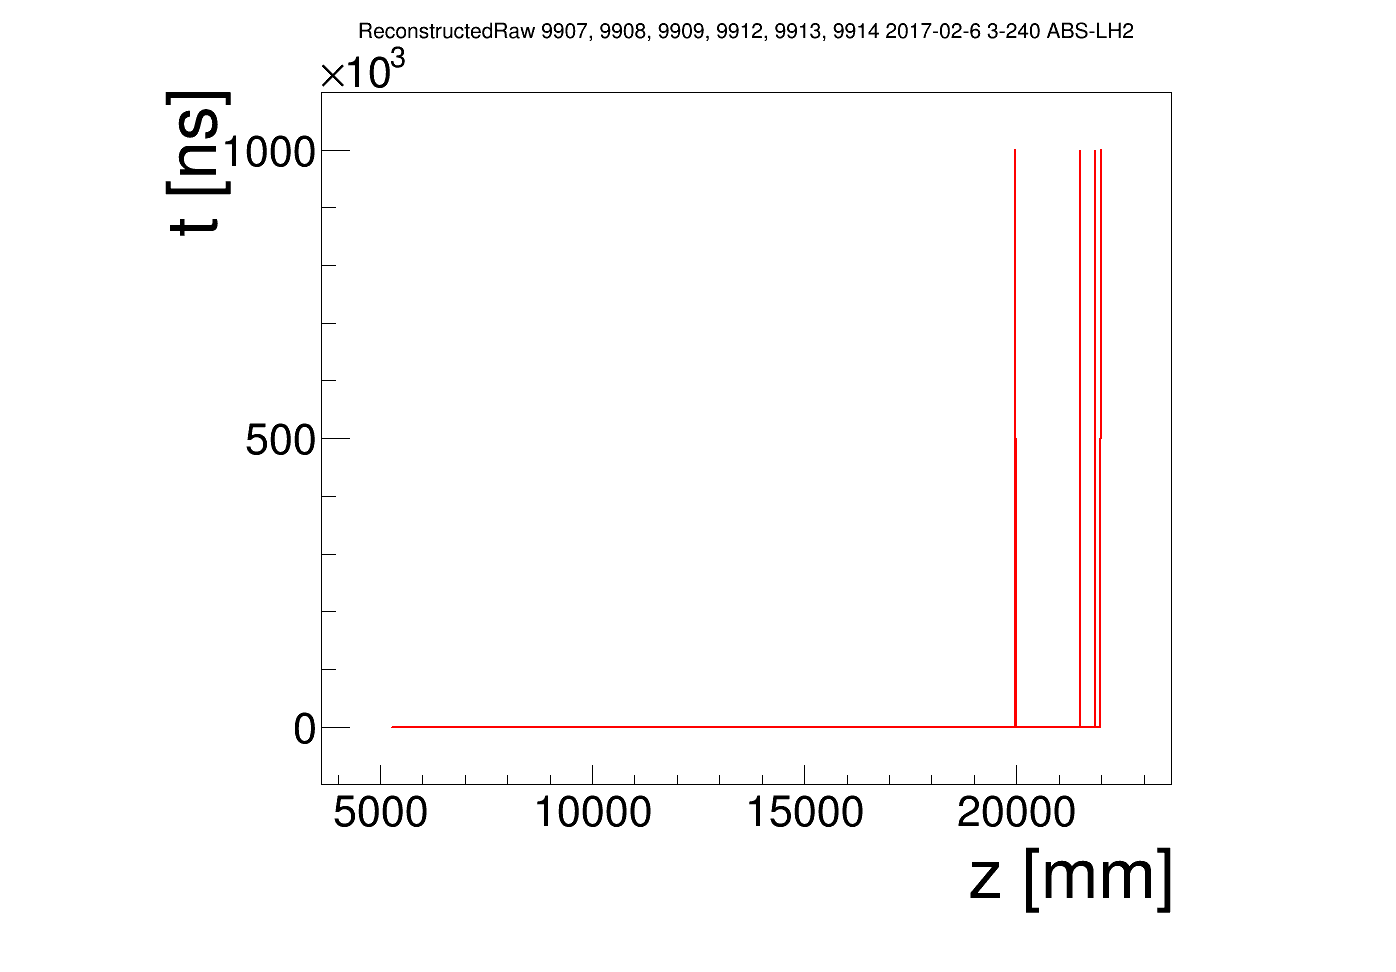 ReconstructedRaw 9907, 9908, 9909, 9912, 9913, 9914 2017-02-6 3-240 ABS-LH2
×10³
t [ns]
1000
500
0
5000 10000 15000 20000
z [mm]